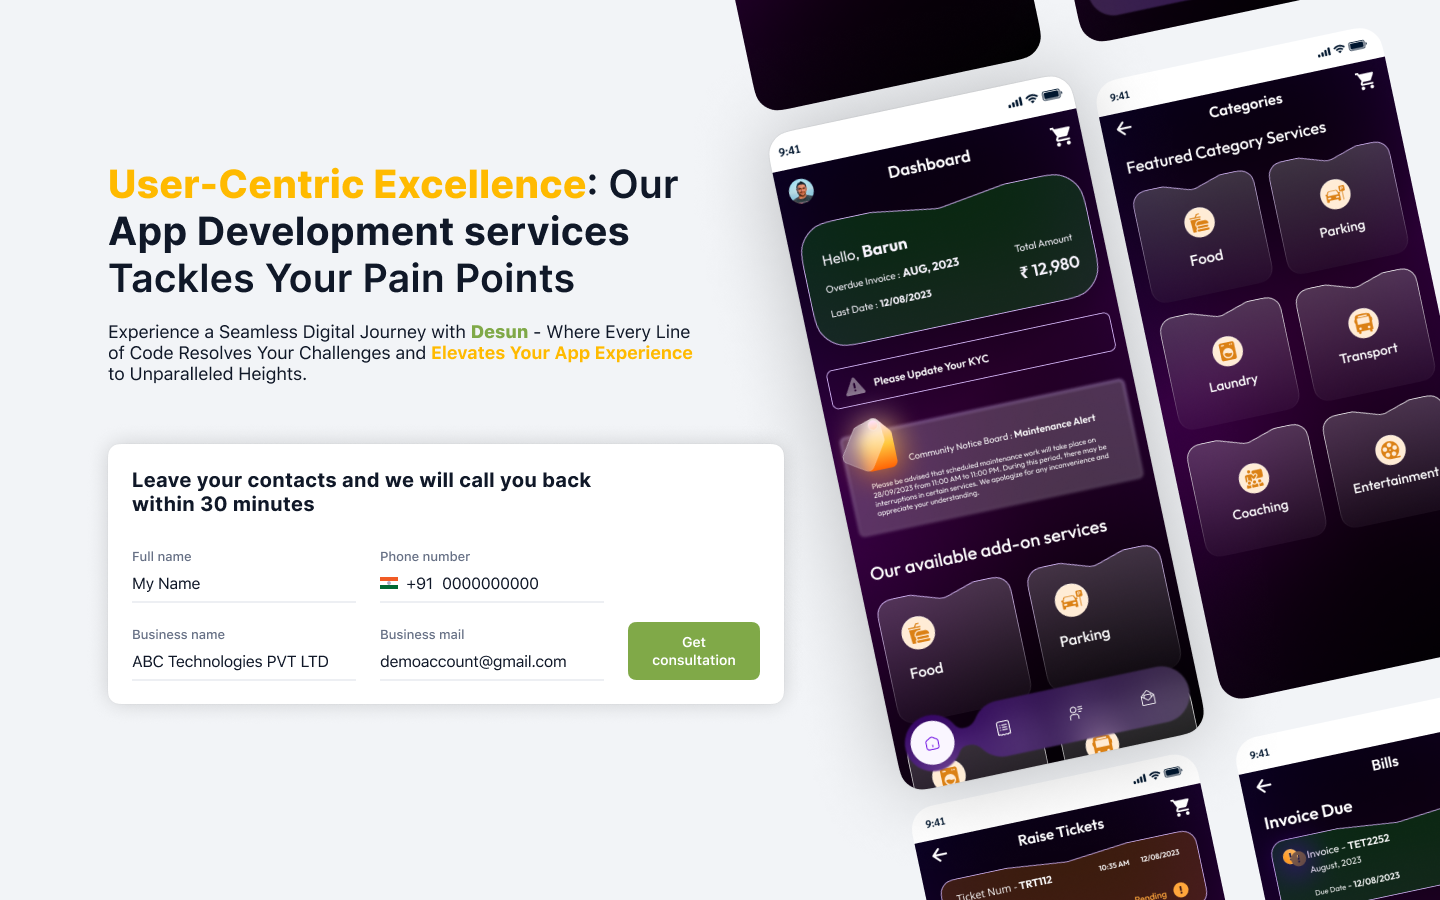 User-Centric Excellence: Our
App Development services
Tackles Your Pain Points
Experience a Seamless Digital Journey with Desun - Where Every Line
of Code Resolves Your Challenges and Elevates Your App Experience
to Unparalleled Heights.
Leave your contacts and we will call you back
within 30 minutes
Full name
My Name
Phone number
+91 0000000000
Business name
ABC Technologies PVT LTD
Business mail
demoaccount@gmail.com
Get
consultation
9:41
Dashboard
Hello, Barun
Overdue Invoice : AUG, 2023
Last Date : 12/08/2023
Total Amount
₹ 12,980
Please Update Your KYC
Community Notice Board : Maintenance Alert
Please be advised that scheduled maintenance work will take place on
28/09/2023 from 11:00 AM to 11:00 PM. During this period, there may be
interruptions in certain services. We apologize for any inconvenience and
appreciate your understanding.
Our available add-on services
Food
Parking
9:41
Categories
Featured Category Services
Food
Parking
Laundry
Transport
Coaching
Entertainment
9:41
Raise Tickets
Ticket Num - TRT112
10:35 AM 12/08/2023
Pending
9:41
Bills
Invoice Due
Invoice - TET2252
August, 2023
Due Date - 12/08/2023